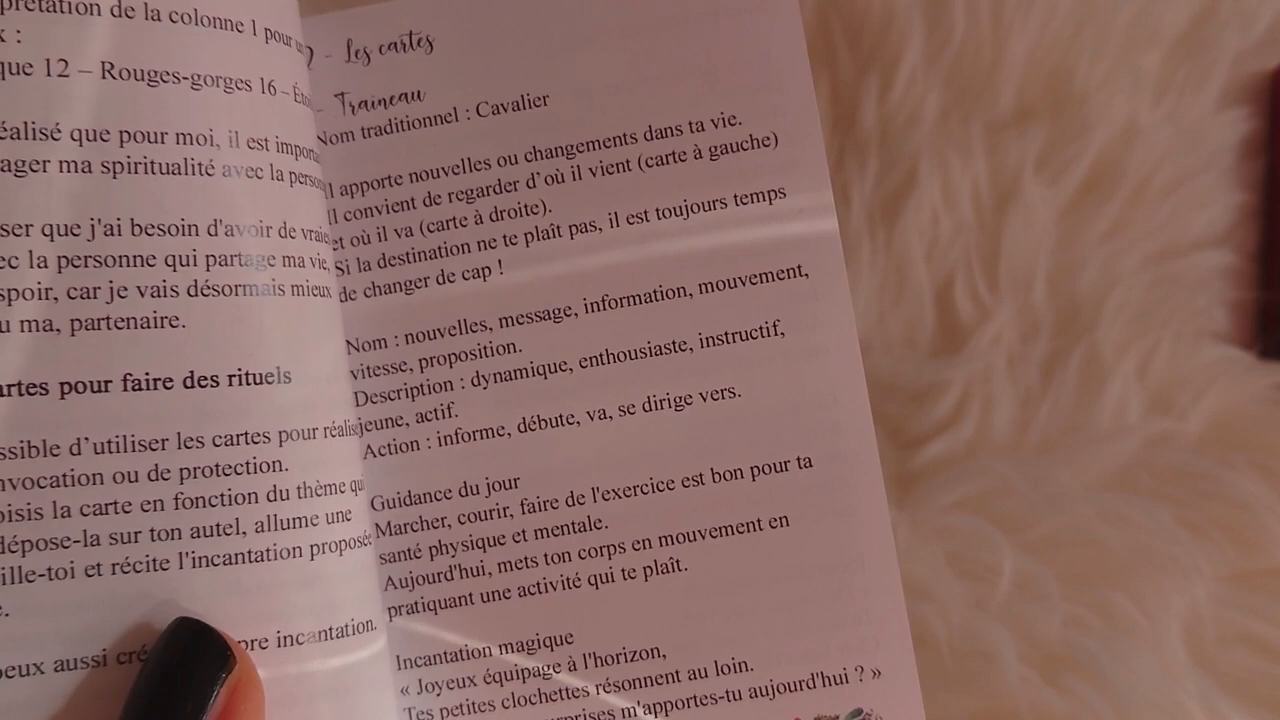 prétation de la colonne 1 pour
x :
que 12 – Rouges-gorges 16 –
éalisé que pour moi, il est
ager ma spiritualité avec la
ser que j'ai besoin d'avoir de
ec la personne qui partage ma vie,
spoir, car je vais désormais mieux
u ma, partenaire.
artes pour faire des rituels
ssible d’utiliser les cartes pour
nvocation ou de protection.
oisis la carte en fonction du thème
dépose-la sur ton autel, allume une
ille-toi et récite l'incantation proposée
e.
peux aussi incantation.
- Les cartes
- Traineau
Nom traditionnel : Cavalier
Il apporte nouvelles ou changements dans ta vie.
Il convient de regarder d’où il vient (carte à gauche)
et où il va (carte à droite).
Si la destination ne te plaît pas, il est toujours temps
de changer de cap !
Nom : nouvelles, message, information, mouvement,
vitesse, proposition.
Description : dynamique, enthousiaste, instructif,
jeune, actif.
Action : informe, débute, va, se dirige vers.
Guidance du jour
Marcher, courir, faire de l'exercice est bon pour ta
santé physique et mentale.
Aujourd'hui, mets ton corps en mouvement en
pratiquant une activité qui te plaît.
Incantation magique
« Joyeux équipage à l'horizon,
Tes petites clochettes résonnent au loin.
m'apportes-tu aujourd'hui ? »